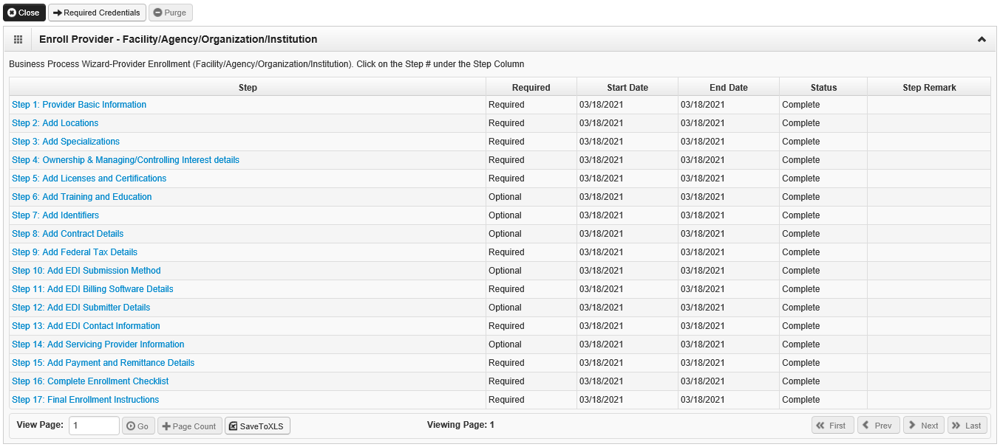 Close Required Credentials Purge
Enroll Provider - Facility/Agency/Organization/Institution
Business Process Wizard-Provider Enrollment (Facility/Agency/Organization/Institution). Click on the Step # under the Step Column
Step Required Start Date End Date Status Step Remark
Step 1: Provider Basic Information Required 03/18/2021 03/18/2021 Complete
Step 2: Add Locations Required 03/18/2021 03/18/2021 Complete
Step 3: Add Specializations Required 03/18/2021 03/18/2021 Complete
Step 4: Ownership & Managing/Controlling Interest details Required 03/18/2021 03/18/2021 Complete
Step 5: Add Licenses and Certifications Required 03/18/2021 03/18/2021 Complete
Step 6: Add Training and Education Optional 03/18/2021 03/18/2021 Complete
Step 7: Add Identifiers Optional 03/18/2021 03/18/2021 Complete
Step 8: Add Contract Details Optional 03/18/2021 03/18/2021 Complete
Step 9: Add Federal Tax Details Required 03/18/2021 03/18/2021 Complete
Step 10: Add EDI Submission Method Optional 03/18/2021 03/18/2021 Complete
Step 11: Add EDI Billing Software Details Required 03/18/2021 03/18/2021 Complete
Step 12: Add EDI Submitter Details Optional 03/18/2021 03/18/2021 Complete
Step 13: Add EDI Contact Information Required 03/18/2021 03/18/2021 Complete
Step 14: Add Servicing Provider Information Optional 03/18/2021 03/18/2021 Complete
Step 15: Add Payment and Remittance Details Required 03/18/2021 03/18/2021 Complete
Step 16: Complete Enrollment Checklist Required 03/18/2021 03/18/2021 Complete
Step 17: Final Enrollment Instructions Required 03/18/2021 03/18/2021 Complete
View Page: 1 Go Page Count SaveToXLS Viewing Page: 1 First Prev Next Last